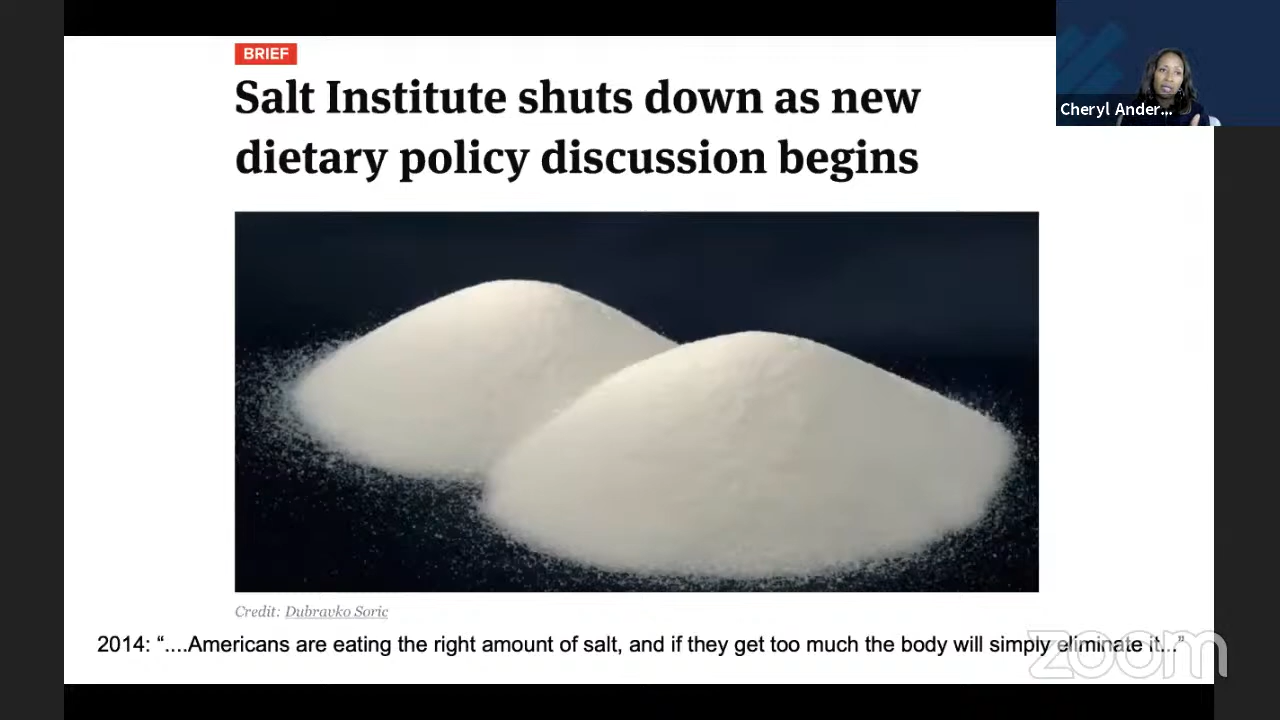 BRIEF
Salt Institute shuts down as new
dietary policy discussion begins
Cheryl Ander...
Credit: Dubravko Soric
2014: “....Americans are eating the right amount of salt, and if they get too much the body will simply eliminate it...”
zoom